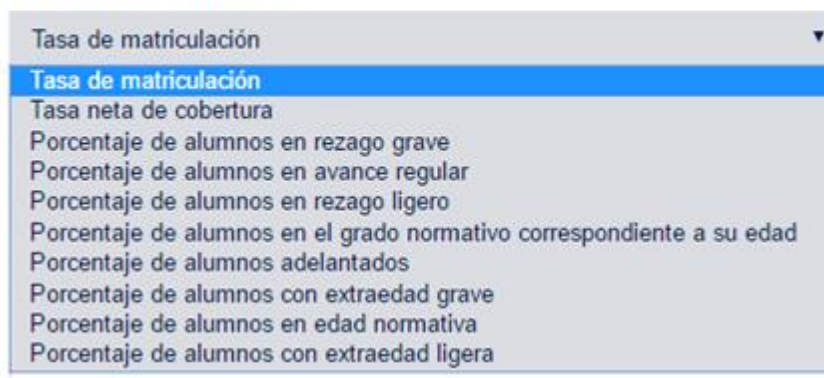 Tasa de matriculación
Tasa de matriculación
Tasa neta de cobertura
Porcentaje de alumnos en rezago grave
Porcentaje de alumnos en avance regular
Porcentaje de alumnos en rezago ligero
Porcentaje de alumnos en el grado normativo correspondiente a su edad
Porcentaje de alumnos adelantados
Porcentaje de alumnos con extraedad grave
Porcentaje de alumnos en edad normativa
Porcentaje de alumnos con extraedad ligera